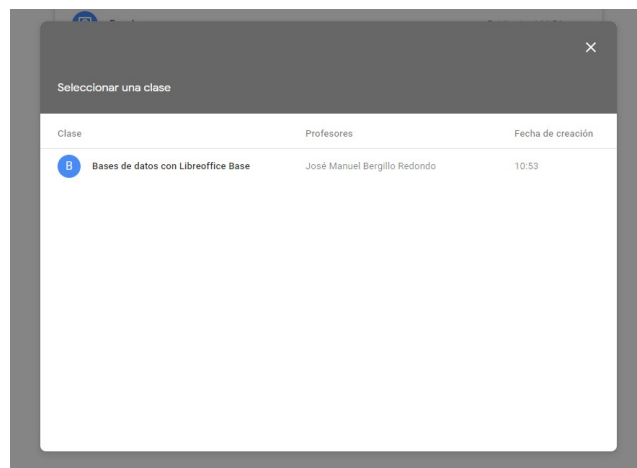 Seleccionar una clase
Clase Profesores Fecha de creación
B Bases de datos con Libreoffice Base José Manuel Bergillo Redondo 10:53